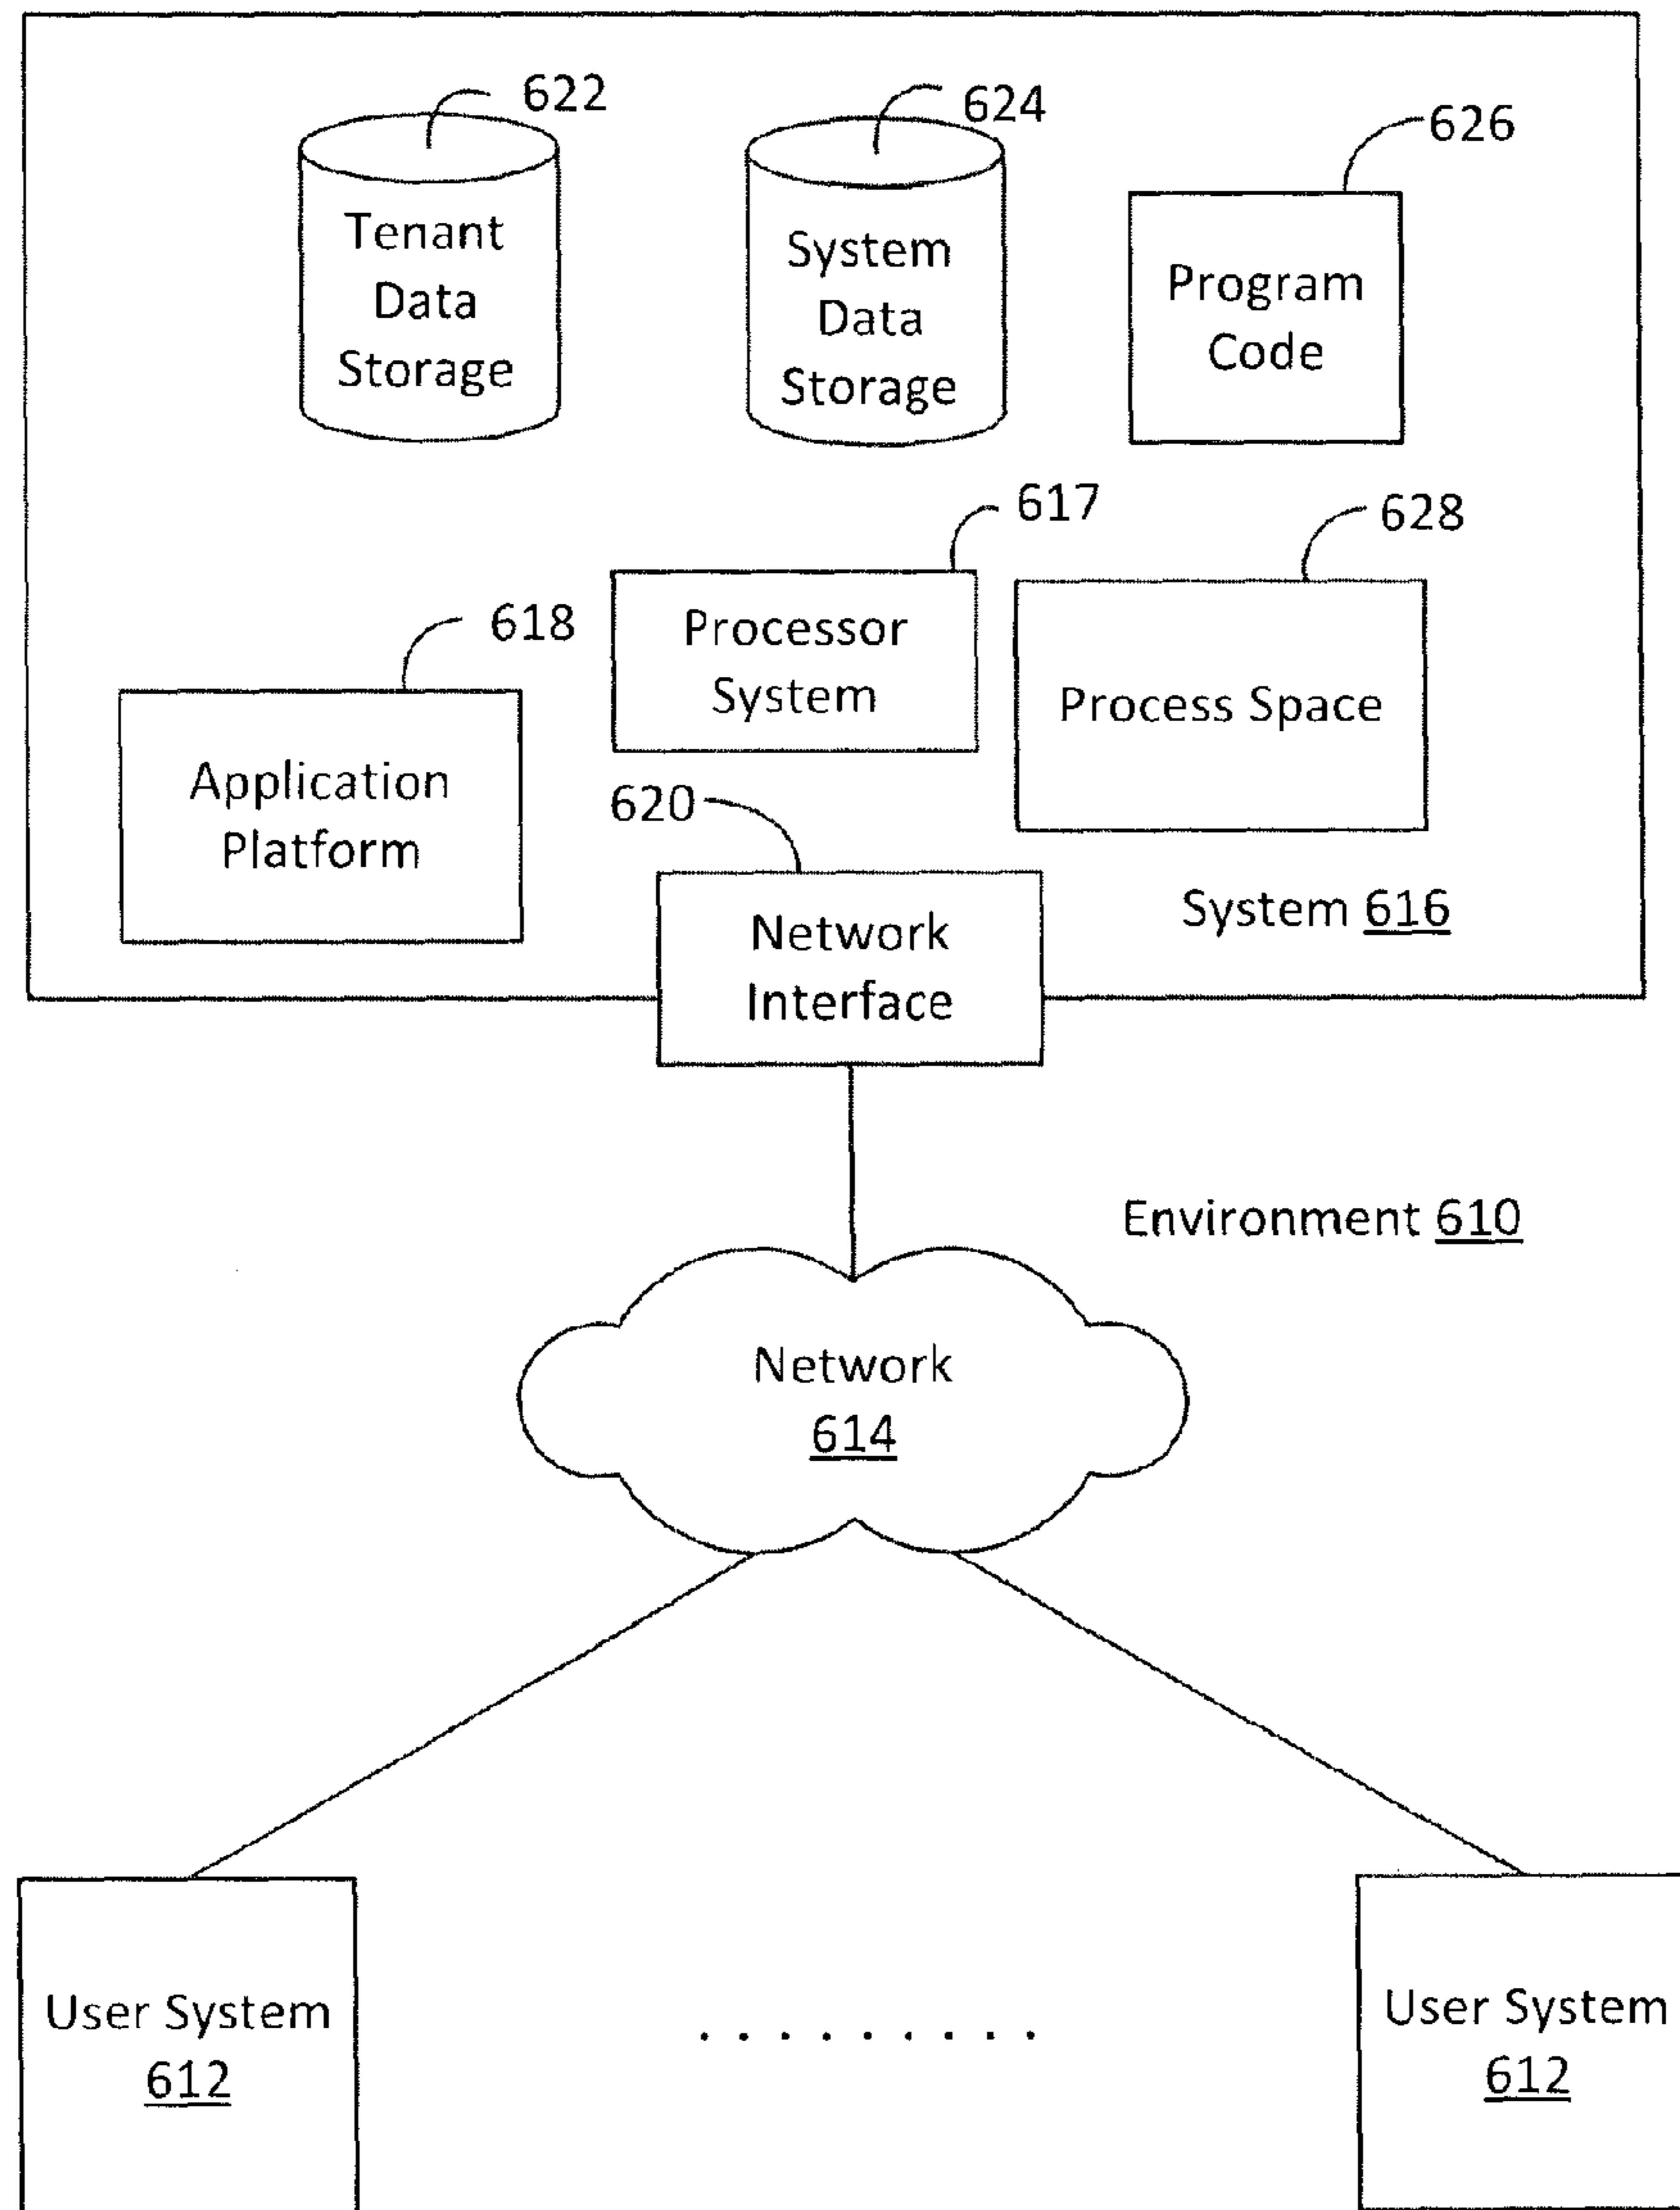 622
624
626
Tenant
Data
Storage
System
Data
Storage
Program
Code
617
628
618
Processor
System
Process Space
Application
Platform
620
System 616
Network
Interface
Environment 610
Network
614
User System
612
. . . . . . . . .
User System
612